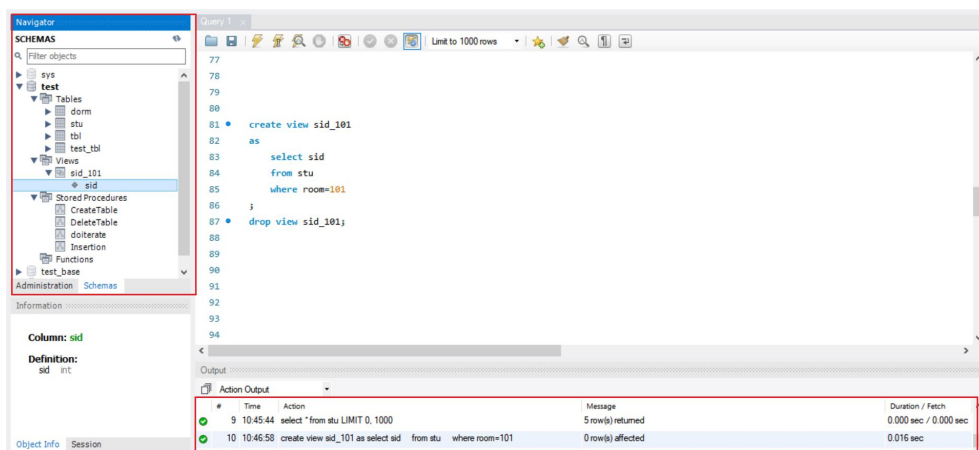 Navigator
SCHEMAS
Filter objects
sys
test
Tables
dorm
stu
tbl
test_tbl
Views
sid_101
sid
Stored Procedures
CreateTable
DeleteTable
doiterate
Insertion
Functions
test_base
Administration Schemas
Information
Column: sid
Definition:
sid int
Object Info Session
Query 1
Limit to 1000 rows
77
78
79
80
81 create view sid_101
82 as
83 select sid
84 from stu
85 where room=101
86 ;
87 drop view sid_101;
88
89
90
91
92
93
94
Output
Action Output
# Time Action Message Duration / Fetch
9 10:45:44 select * from stu LIMIT 0, 1000 5 row(s) returned 0.000 sec / 0.000 sec
10 10:46:58 create view sid_101 as select sid from stu where room=101 0 row(s) affected 0.016 sec